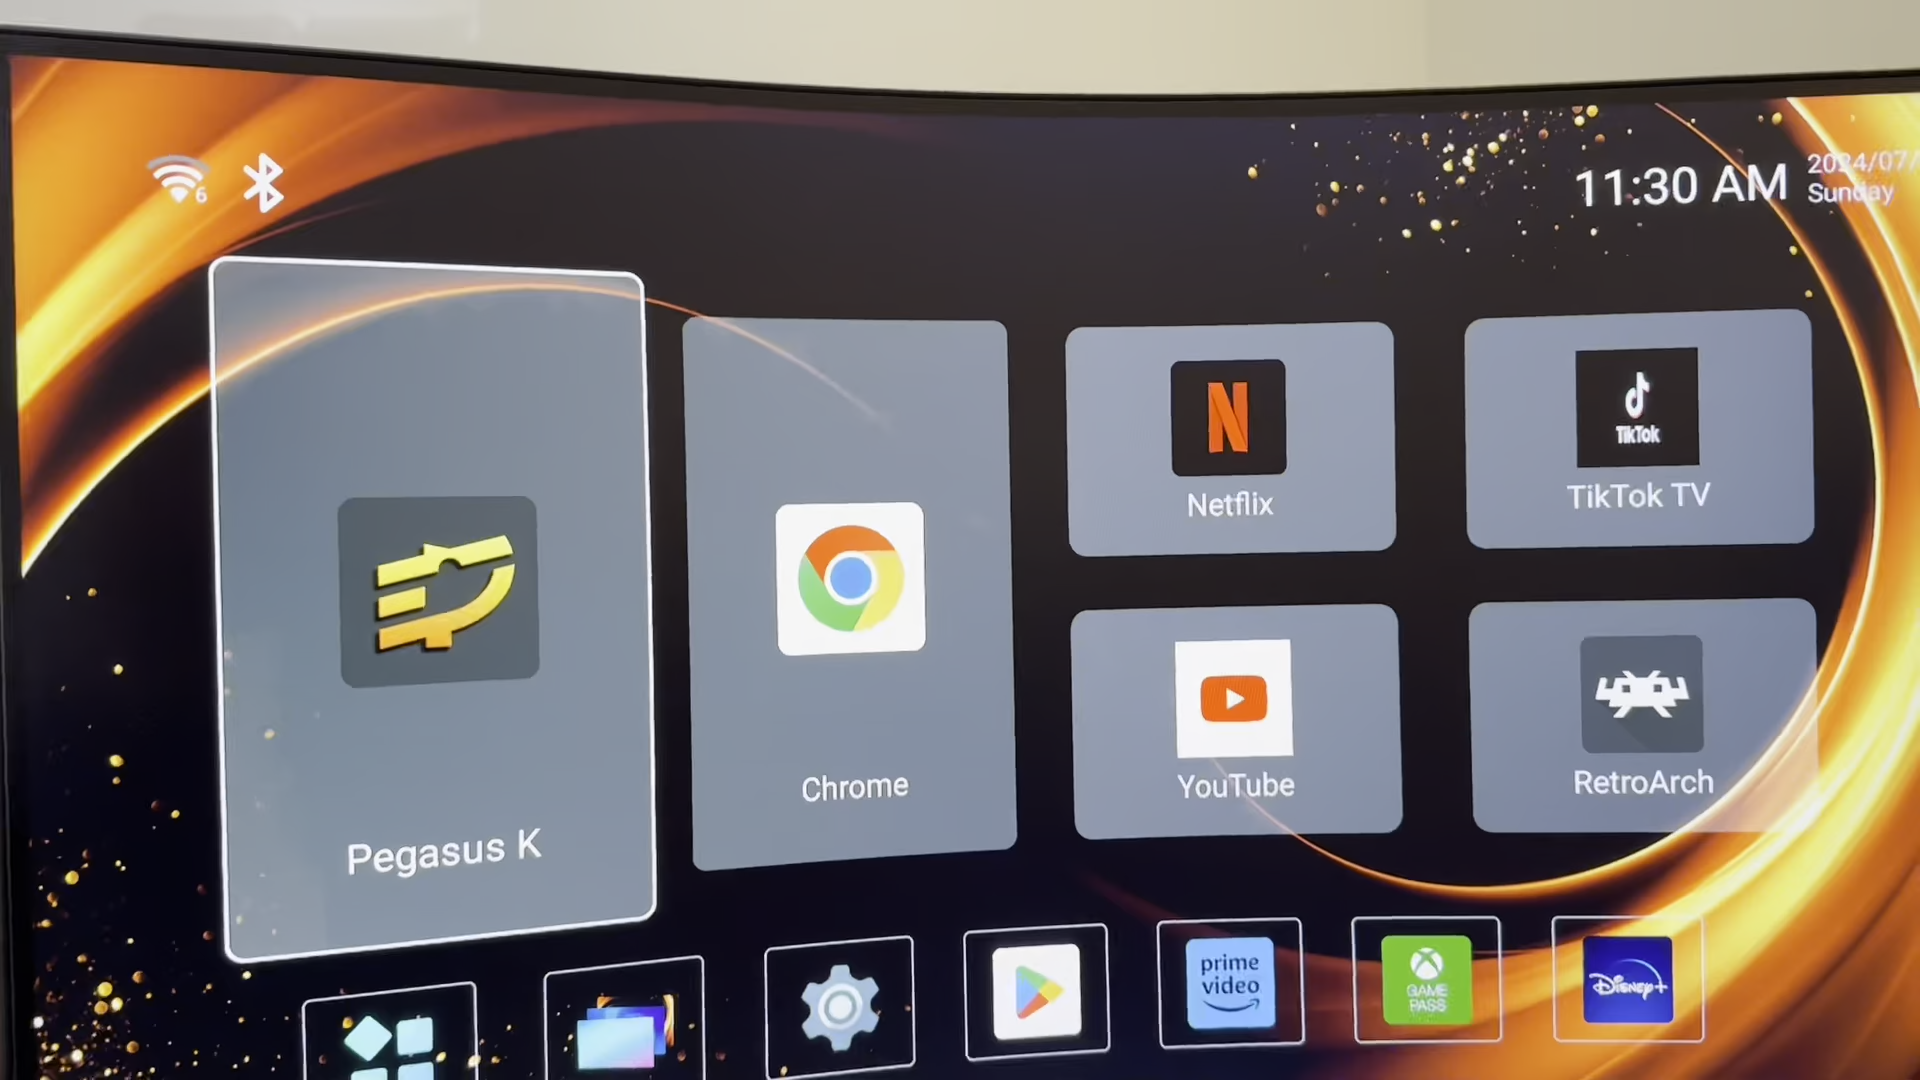 6
11:30 AM
2024/07/
Sunday
Pegasus K
Chrome
N
Netflix
TikTok
TikTok TV
YouTube
RetroArch
prime
video
GAME
PASS
Disney+